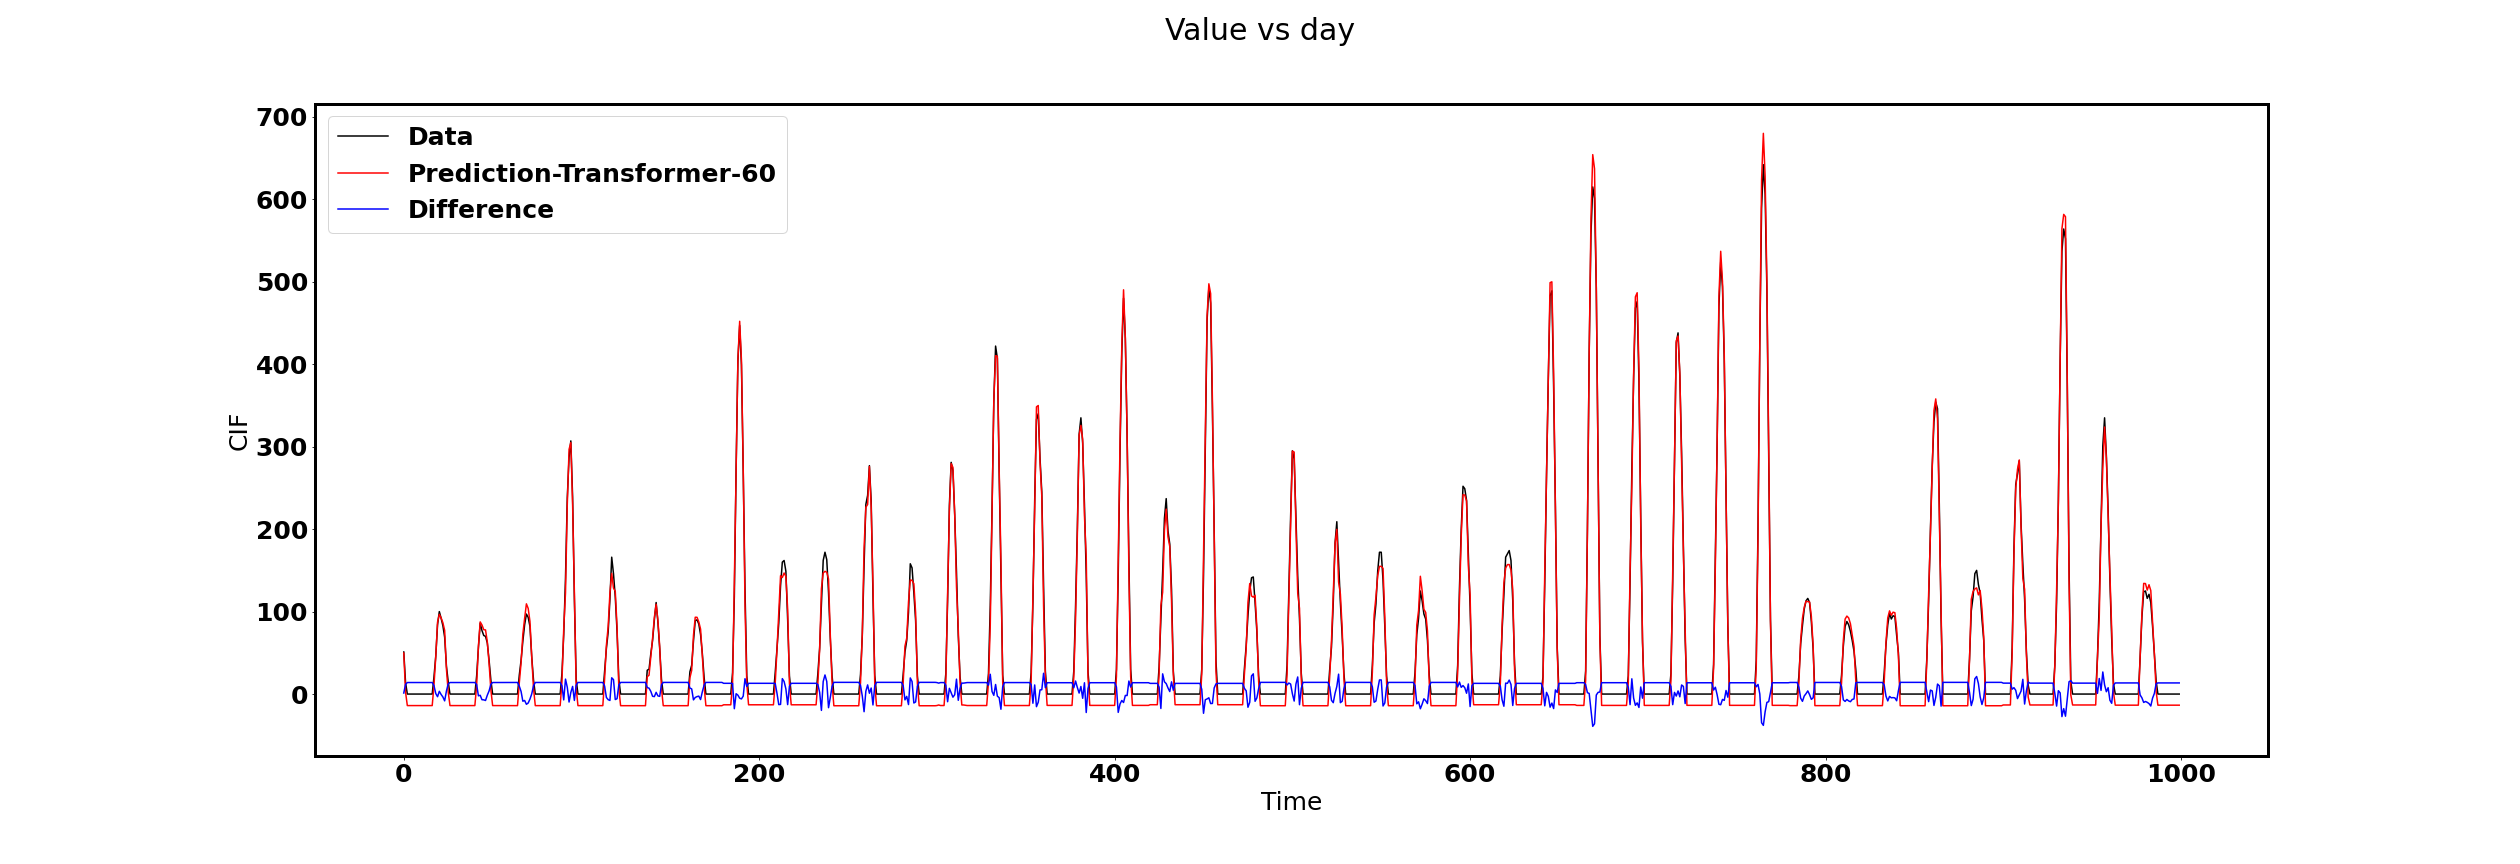 Value vs day
700
600
500
400
300
200
100
0
CIF
Data
Prediction-Transformer-60
Difference
0 200 400 600 800 1000
Time